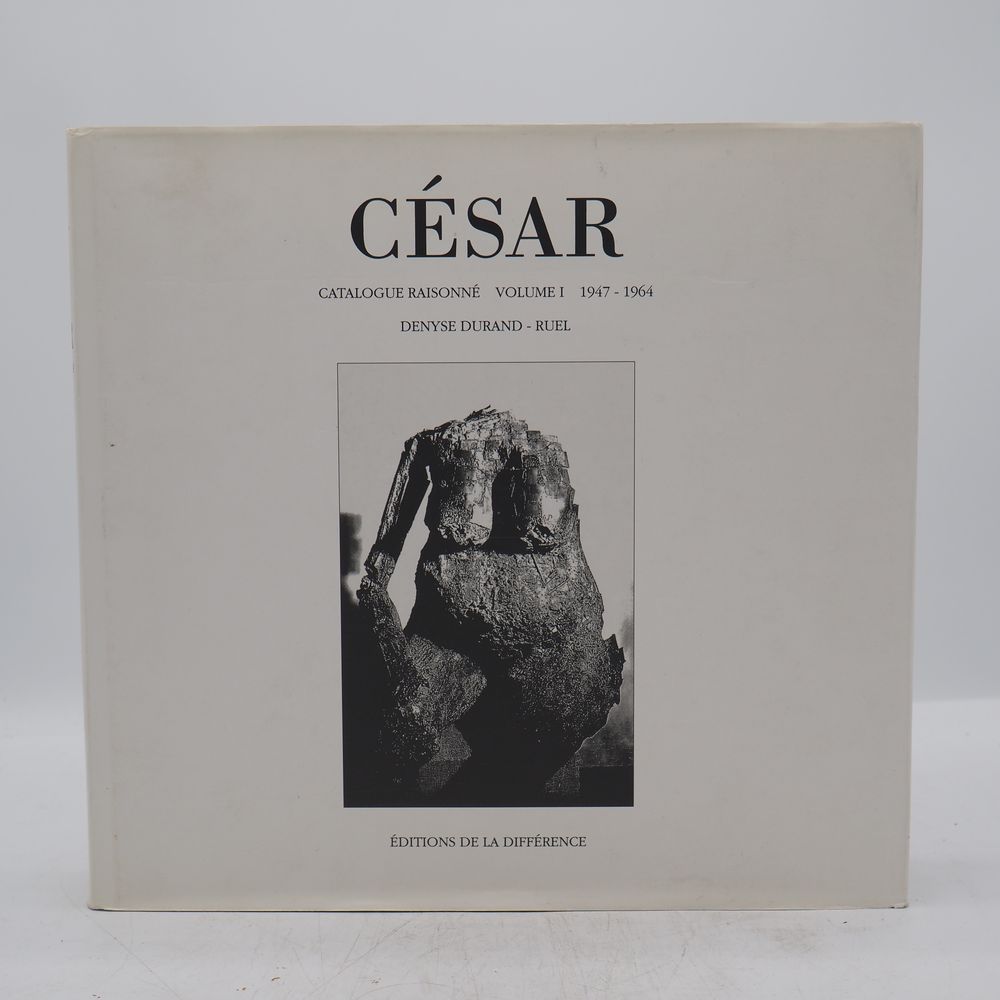 CÉSAR
CATALOGUE RAISONNÉ VOLUME I 1947 - 1964
DENYSE DURAND - RUEL
ÉDITIONS DE LA DIFFÉRENCE